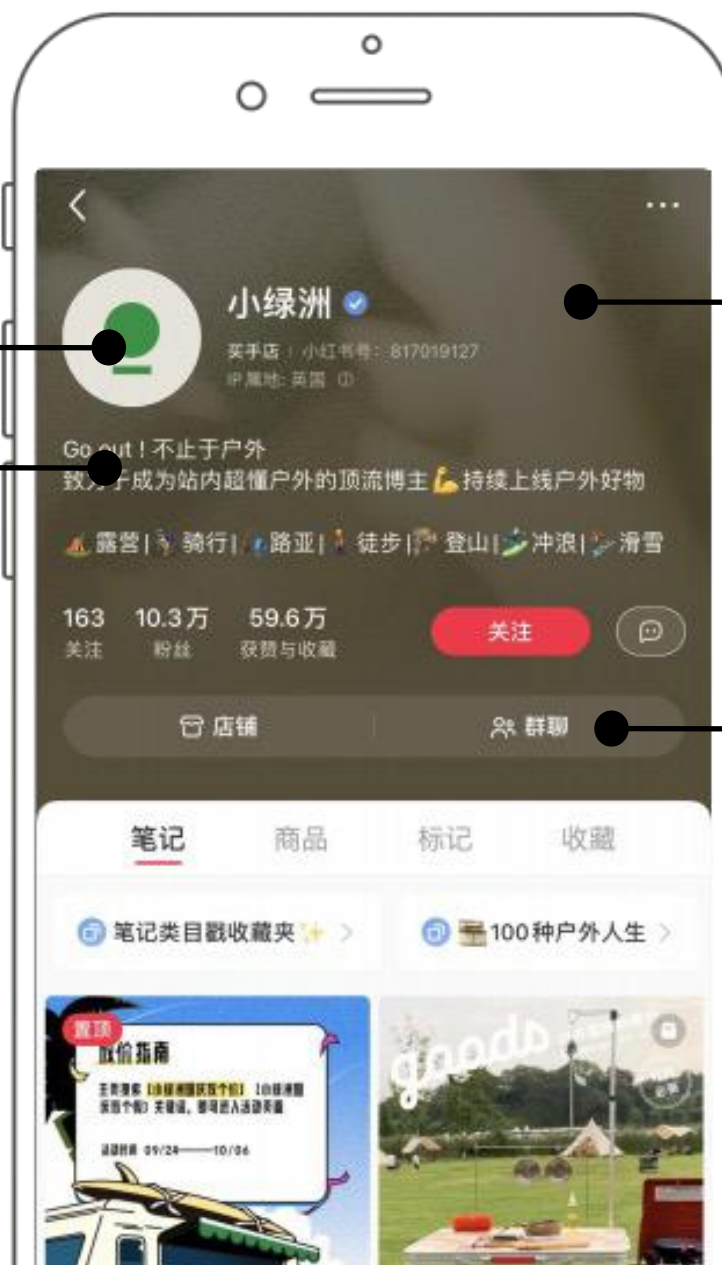 小绿洲
买手店 | 小红书号: 817019127
IP属地: 英国
Go out ! 不止于户外
致力于成为站内超懂户外的顶流博主💪持续上线户外好物
露营| 骑行| 路亚| 徒步| 登山| 冲浪| 滑雪
163 10.3万 59.6万
关注 粉丝 获赞与收藏
关注
店铺 群聊
笔记 商品 标记 收藏
笔记类目戳收藏夹✨ 100种户外人生
置顶
放价指南
活动时间 09/24——10/06
goods